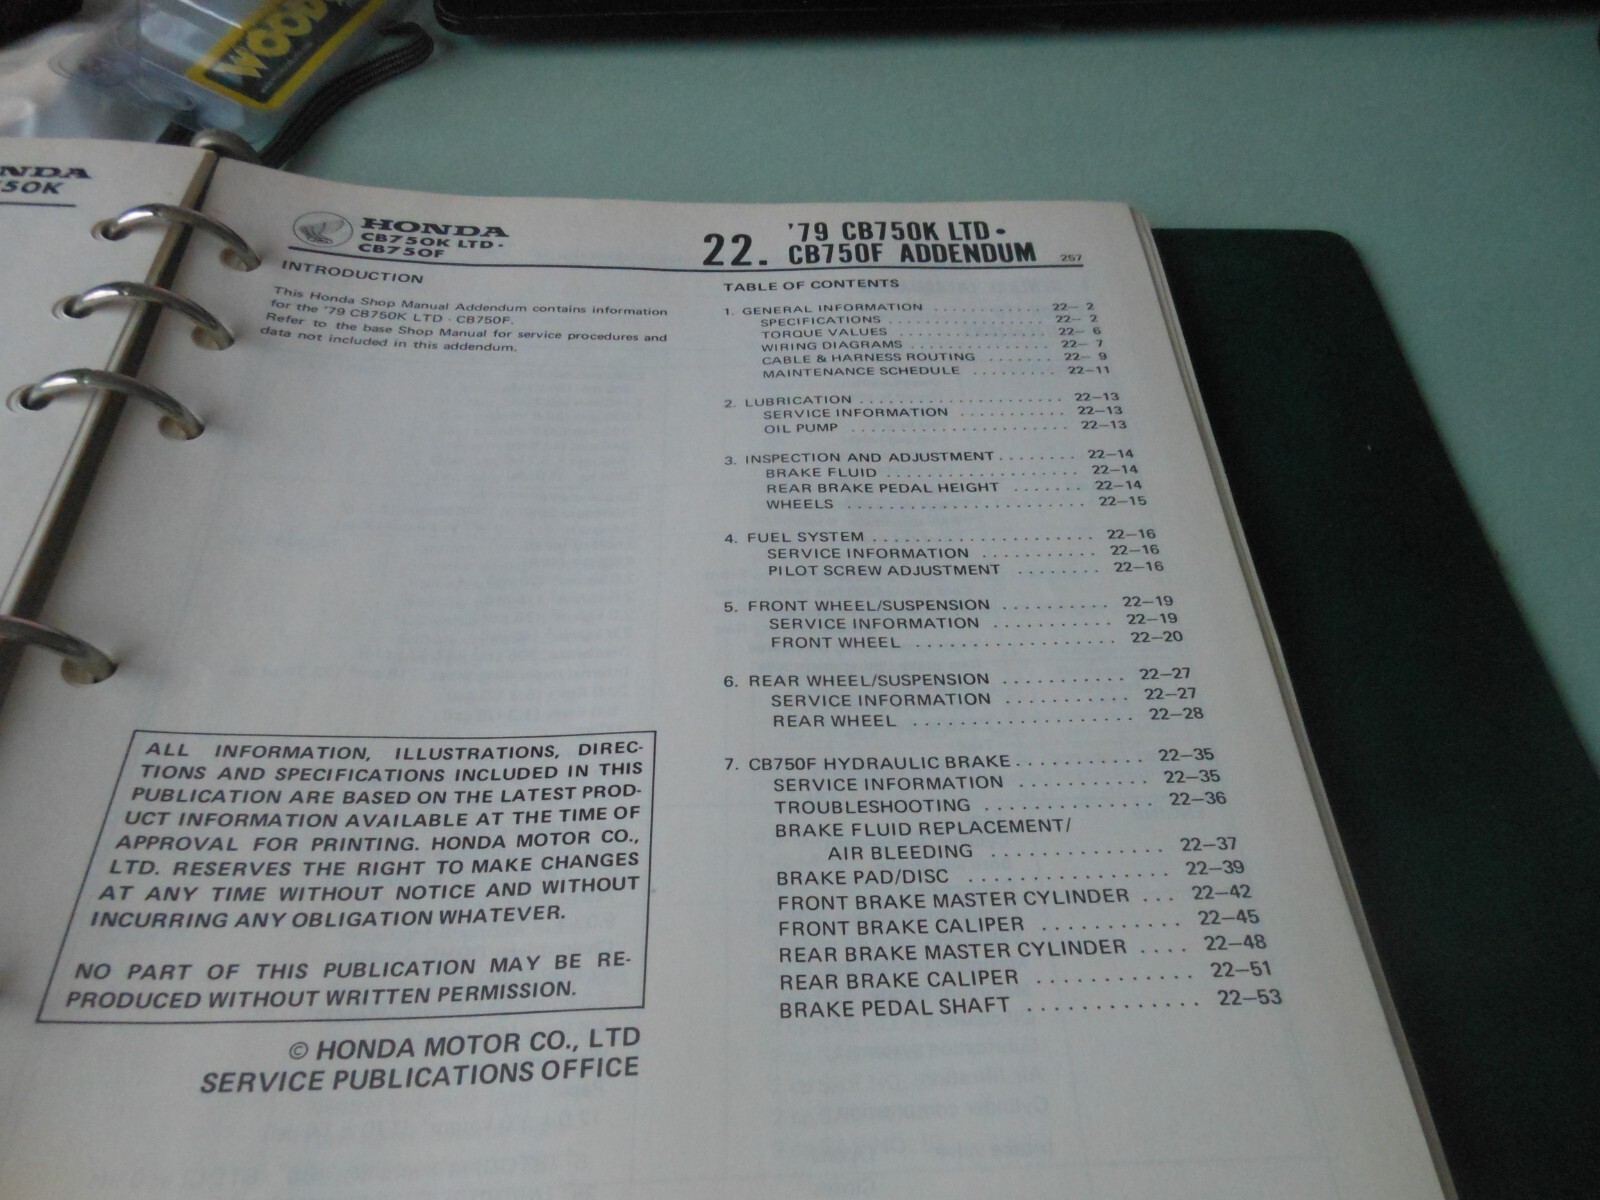 WOOD
NDA
750K
HONDA
CB750K LTD·
CB750F
INTRODUCTION
This Honda Shop Manual Addendum contains information
for the '79 CB750K LTD · CB750F.
Refer to the base Shop Manual for service procedures and
data not included in this addendum.
ALL INFORMATION, ILLUSTRATIONS, DIREC-
TIONS AND SPECIFICATIONS INCLUDED IN THIS
PUBLICATION ARE BASED ON THE LATEST PROD-
UCT INFORMATION AVAILABLE AT THE TIME OF
APPROVAL FOR PRINTING. HONDA MOTOR CO.,
LTD. RESERVES THE RIGHT TO MAKE CHANGES
AT ANY TIME WITHOUT NOTICE AND WITHOUT
INCURRING ANY OBLIGATION WHATEVER.
NO PART OF THIS PUBLICATION MAY BE RE-
PRODUCED WITHOUT WRITTEN PERMISSION.
© HONDA MOTOR CO., LTD
SERVICE PUBLICATIONS OFFICE
22. '79 CB750K LTD·
CB750F ADDENDUM 257
TABLE OF CONTENTS
1. GENERAL INFORMATION ............ 22– 2
SPECIFICATIONS .................... 22– 2
TORQUE VALUES .................... 22– 6
WIRING DIAGRAMS ................ 22– 7
CABLE & HARNESS ROUTING ....... 22– 9
MAINTENANCE SCHEDULE ......... 22–11
2. LUBRICATION ...................... 22–13
SERVICE INFORMATION ........... 22–13
OIL PUMP ....................... 22–13
3. INSPECTION AND ADJUSTMENT........ 22–14
BRAKE FLUID .................... 22–14
REAR BRAKE PEDAL HEIGHT ....... 22–14
WHEELS ........................ 22–15
4. FUEL SYSTEM ...................... 22–16
SERVICE INFORMATION ........... 22–16
PILOT SCREW ADJUSTMENT ........ 22–16
5. FRONT WHEEL/SUSPENSION .......... 22–19
SERVICE INFORMATION ........... 22–19
FRONT WHEEL ................... 22–20
6. REAR WHEEL/SUSPENSION ........... 22–27
SERVICE INFORMATION ........... 22–27
REAR WHEEL .................... 22–28
7. CB750F HYDRAULIC BRAKE............ 22–35
SERVICE INFORMATION .......... 22–35
TROUBLESHOOTING .............. 22–36
BRAKE FLUID REPLACEMENT/
AIR BLEEDING .............. 22–37
BRAKE PAD/DISC ................ 22–39
FRONT BRAKE MASTER CYLINDER ... 22–42
FRONT BRAKE CALIPER ........... 22–45
REAR BRAKE MASTER CYLINDER .... 22–48
REAR BRAKE CALIPER ............ 22–51
BRAKE PEDAL SHAFT ............. 22–53